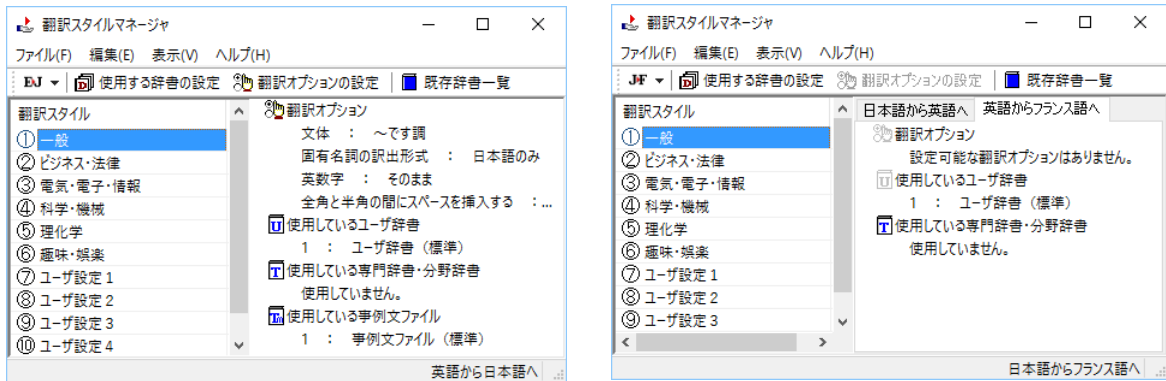 翻訳スタイルマネージャ
ファイル(F) 編集(E) 表示(V) ヘルプ(H)
EJ 使用する辞書の設定 翻訳オプションの設定 既存辞書一覧
翻訳スタイル
① 一般
② ビジネス・法律
③ 電気・電子・情報
④ 科学・機械
⑤ 理化学
⑥ 趣味・娯楽
⑦ ユーザ設定 1
⑧ ユーザ設定 2
⑨ ユーザ設定 3
⑩ ユーザ設定 4
翻訳オプション
文体 : ~です調
固有名詞の訳出形式 : 日本語のみ
英数字 : そのまま
全角と半角の間にスペースを挿入する :...
U 使用しているユーザ辞書
1 : ユーザ辞書（標準）
T 使用している専門辞書・分野辞書
使用していません。
使用している事例文ファイル
1 : 事例文ファイル（標準）
英語から日本語へ
翻訳スタイルマネージャ
ファイル(F) 編集(E) 表示(V) ヘルプ(H)
J-F 使用する辞書の設定 翻訳オプションの設定 既存辞書一覧
翻訳スタイル
① 一般
② ビジネス・法律
③ 電気・電子・情報
④ 科学・機械
⑤ 理化学
⑥ 趣味・娯楽
⑦ ユーザ設定 1
⑧ ユーザ設定 2
⑨ ユーザ設定 3
日本語から英語へ 英語からフランス語へ
翻訳オプション
設定可能な翻訳オプションはありません。
U 使用しているユーザ辞書
1 : ユーザ辞書（標準）
T 使用している専門辞書・分野辞書
使用していません。
日本語からフランス語へ